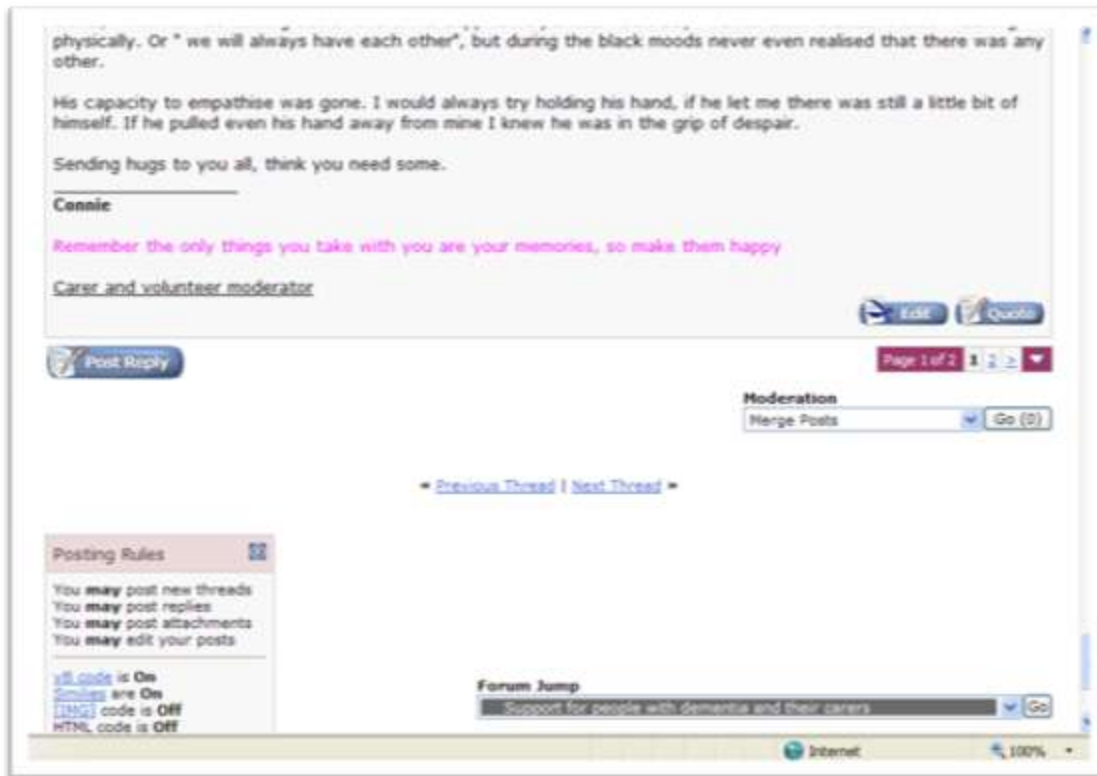 physically. Or " we will always have each other", but during the black moods never even realised that there was any
other.
His capacity to empathise was gone. I would always try holding his hand, if he let me there was still a little bit of
himself. If he pulled even his hand away from mine I knew he was in the grip of despair.
Sending hugs to you all, think you need some.
Connie
Remember the only things you take with you are your memories, so make them happy
Carer and volunteer moderator
Edit Quote
Post Reply
Page 1 of 2 1 2 >
Moderation
Merge Posts Go (0)
« Previous Thread | Next Thread »
Posting Rules
You may post new threads
You may post replies
You may post attachments
You may edit your posts
vB code is On
Smilies are On
[IMG] code is Off
HTML code is Off
Forum Jump
Support for people with dementia and their carers Go
Internet 100%